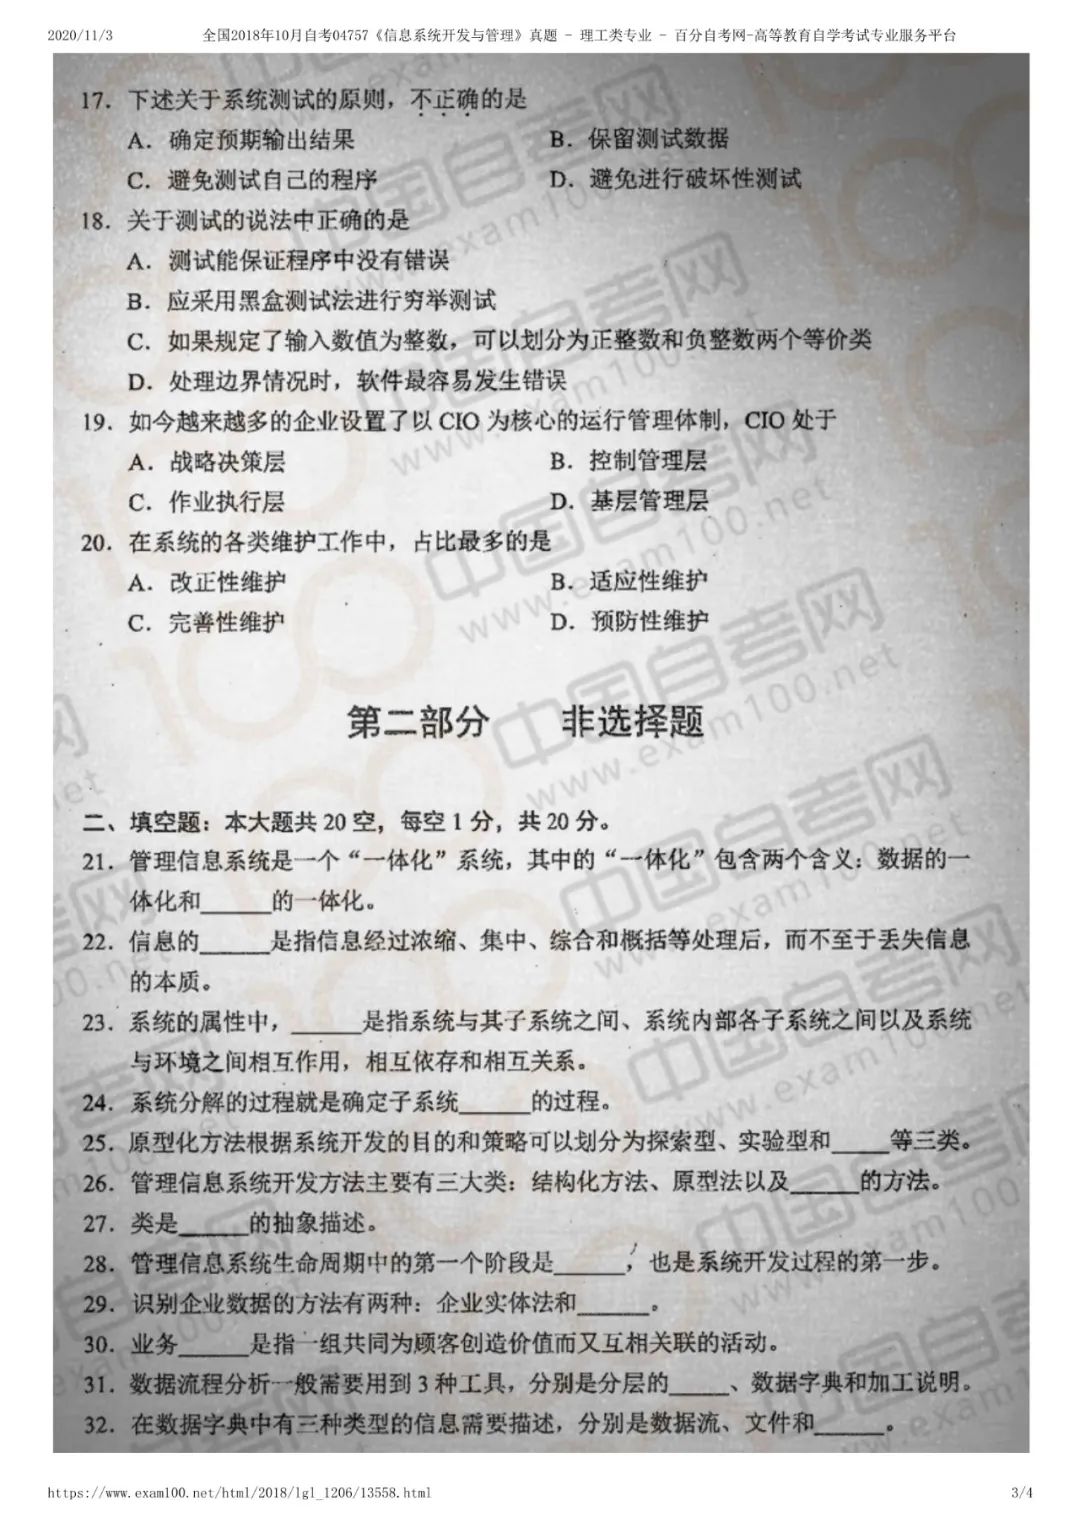 2020/11/3 全国2018年10月自考04757《信息系统开发与管理》真题 - 理工类专业 - 百分自考网-高等教育自学考试专业服务平台
17．下述关于系统测试的原则，不正确的是
A．确定预期输出结果 B．保留测试数据
C．避免测试自己的程序 D．避免进行破坏性测试
18．关于测试的说法中正确的是
A．测试能保证程序中没有错误
B．应采用黑盒测试法进行穷举测试
C．如果规定了输入数值为整数，可以划分为正整数和负整数两个等价类
D．处理边界情况时，软件最容易发生错误
19．如今越来越多的企业设置了以 CIO 为核心的运行管理体制，CIO 处于
A．战略决策层 B．控制管理层
C．作业执行层 D．基层管理层
20．在系统的各类维护工作中，占比最多的是
A．改正性维护 B．适应性维护
C．完善性维护 D．预防性维护
第二部分 非选择题
二、填空题：本大题共 20 空，每空 1 分，共 20 分。
21．管理信息系统是一个“一体化”系统，其中的“一体化”包含两个含义：数据的一
体化和______的一体化。
22．信息的______是指信息经过浓缩、集中、综合和概括等处理后，而不至于丢失信息
的本质。
23．系统的属性中，______是指系统与其子系统之间、系统内部各子系统之间以及系统
与环境之间相互作用，相互依存和相互关系。
24．系统分解的过程就是确定子系统______的过程。
25．原型化方法根据系统开发的目的和策略可以划分为探索型、实验型和_____等三类。
26．管理信息系统开发方法主要有三大类：结构化方法、原型法以及______的方法。
27．类是______的抽象描述。
28．管理信息系统生命周期中的第一个阶段是______，也是系统开发过程的第一步。
29．识别企业数据的方法有两种：企业实体法和______。
30．业务______是指一组共同为顾客创造价值而又互相关联的活动。
31．数据流程分析一般需要用到 3 种工具，分别是分层的_____、数据字典和加工说明。
32．在数据字典中有三种类型的信息需要描述，分别是数据流、文件和______。
中国自考网
www.exam100.net
https://www.exam100.net/html/2018/lgl_1206/13558.html 3/4